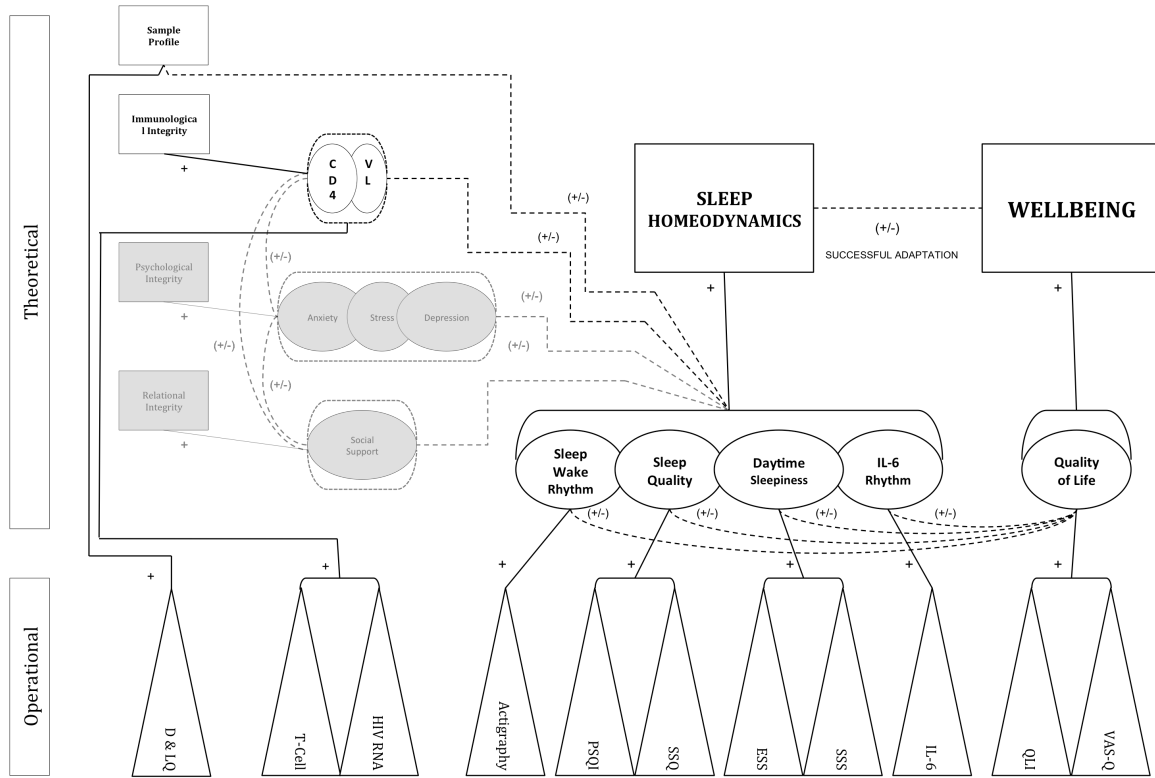 Theoretical
Sample
Profile
Immunologica
l Integrity
+
C
D
4
V
L
(+/-)
(+/-)
SLEEP
HOMEODYNAMICS
(+/-)
SUCCESSFUL ADAPTATION
WELLBEING
Psychological
Integrity
+
(+/-)
Anxiety
Stress
Depression
(+/-)
(+/-)
+
+
(+/-)
(+/-)
Relational
Integrity
+
Social
Support
Sleep
Wake
Rhythm
Sleep
Quality
Daytime
Sleepiness
IL-6
Rhythm
Quality
of Life
(+/-)
(+/-)
(+/-)
(+/-)
Operational
+
+
+
+
+
+
+
D & LQ
T-Cell
HIV RNA
Actigraphy
PSQI
SSQ
ESS
SSS
IL-6
QLI
VAS-Q